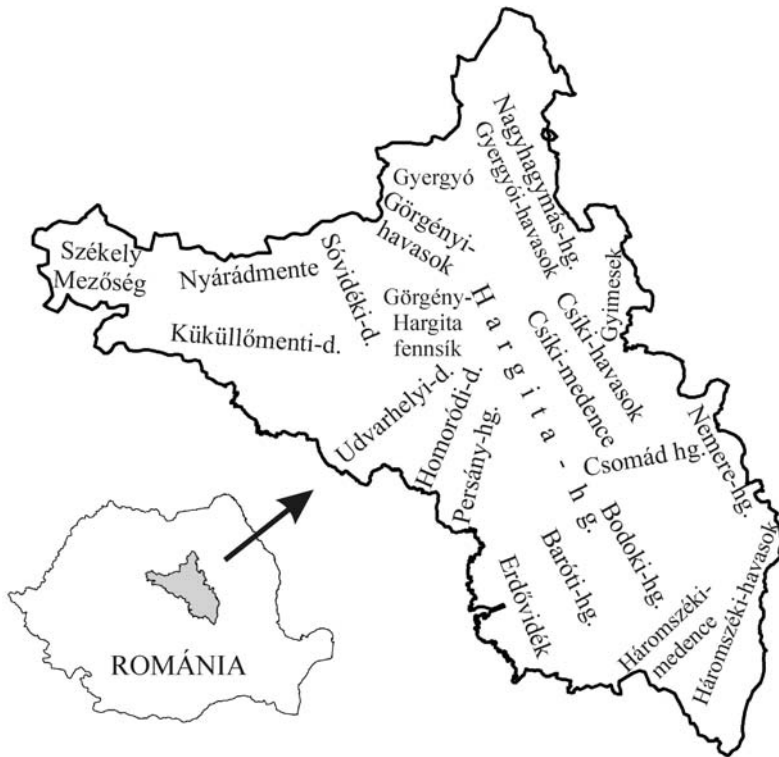 Nagyhagymás-hg.
Gyergyói-havasok
Gyergyó
Görgényi-
havasok
Székely
Mezőség
Nyárádmente
Sóvidéki-d.
Görgény-
Hargita
fennsík
Gyimesek
Küküllőmenti-d.
Hargita-hg.
Csíki-havasok
Csíki-medence
Udvarhelyi-d.
Homoródi-d.
Persány-hg.
Csomád hg.
Nemere-hg.
Bodoki-hg.
Baróti-hg.
Erdővidék
Háromszéki-
medence
Háromszéki-havasok
ROMÁNIA